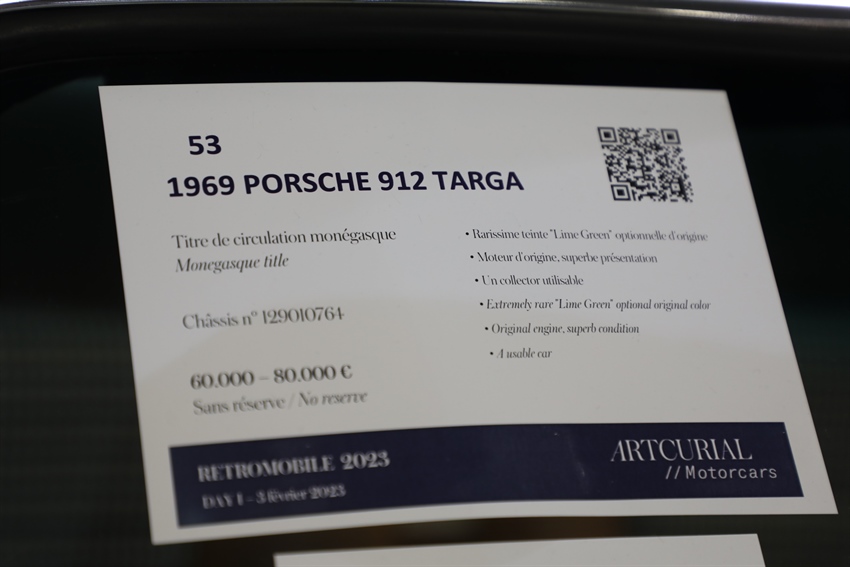 53
1969 PORSCHE 912 TARGA
Titre de circulation monégasque
Monegasque title
Châssis n° 129010764
60.000 – 80.000 €
Sans réserve / No reserve
• Rarissime teinte "Lime Green" optionnelle d'origine
• Moteur d'origine, superbe présentation
• Un collector utilisable
• Extremely rare "Lime Green" optional original color
• Original engine, superb condition
• A usable car
RETROMOBILE 2023
DAY 1 – 3 février 2023
ARTCURIAL
// Motorcars